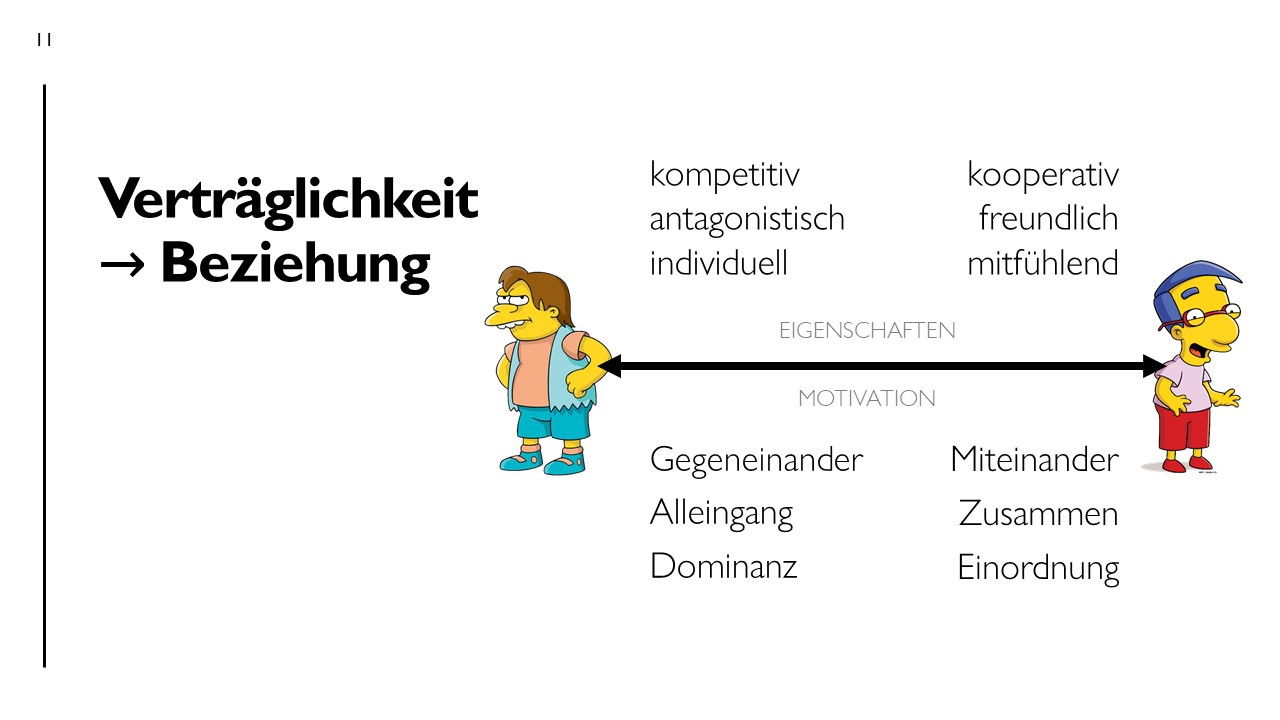 11
Verträglichkeit
→ Beziehung
kompetitiv
antagonistisch
individuell
kooperativ
freundlich
mitfühlend
EIGENSCHAFTEN
MOTIVATION
Gegeneinander
Alleingang
Dominanz
Miteinander
Zusammen
Einordnung